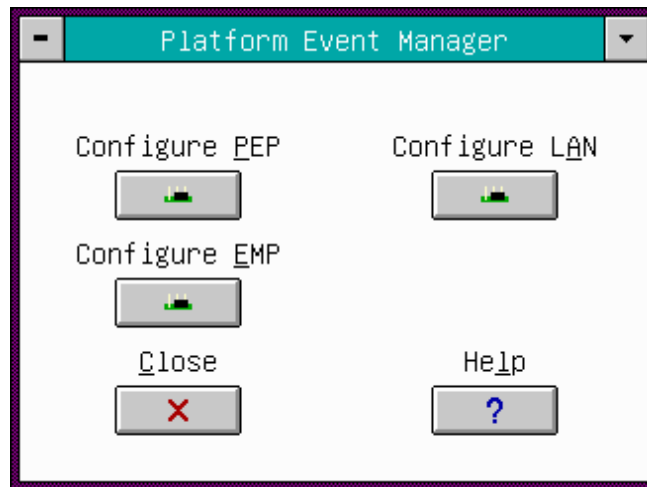 Platform Event Manager
Configure PEP
Configure LAN
Configure EMP
Close
Help
?